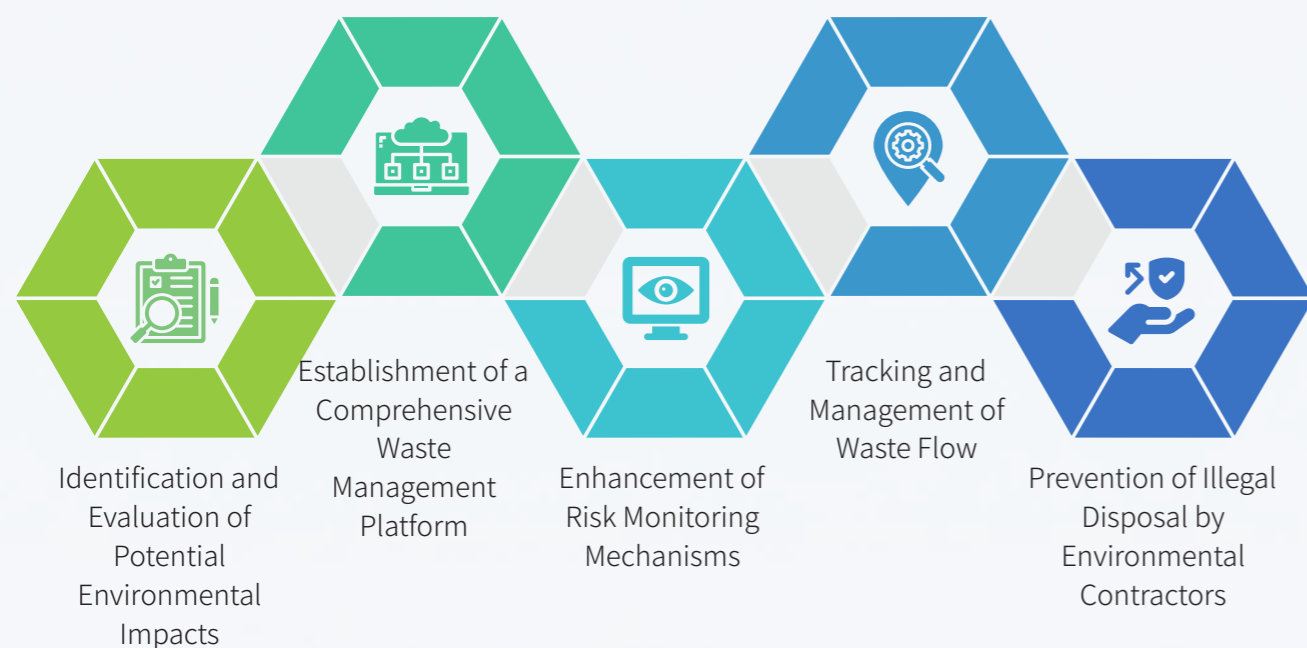 Identification and
Evaluation of
Potential
Environmental
Impacts
Establishment of a
Comprehensive
Waste
Management
Platform
Enhancement of
Risk Monitoring
Mechanisms
Tracking and
Management of
Waste Flow
Prevention of Illegal
Disposal by
Environmental
Contractors